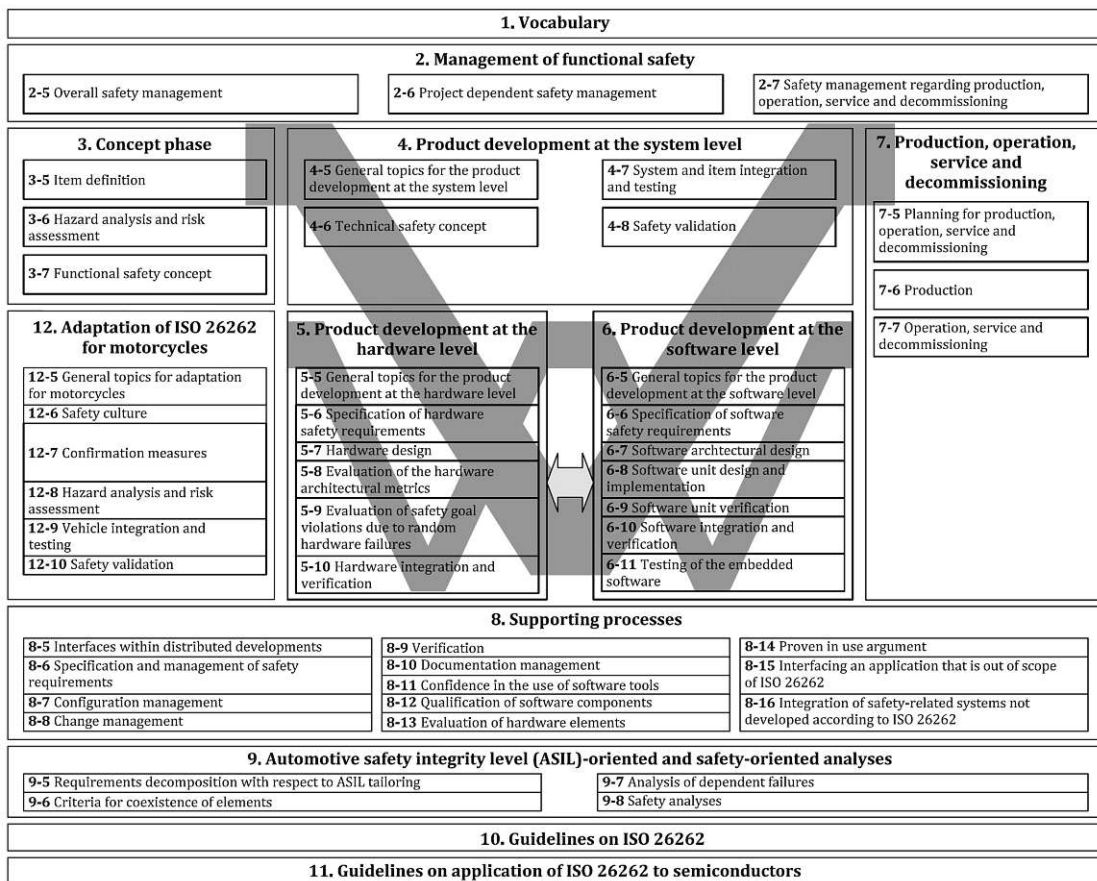 1. Vocabulary
2. Management of functional safety
2-5 Overall safety management
2-6 Project dependent safety management
2-7 Safety management regarding production,
operation, service and decommissioning
3. Concept phase
3-5 Item definition
3-6 Hazard analysis and risk
assessment
3-7 Functional safety concept
4. Product development at the system level
4-5 General topics for the product
development at the system level
4-6 Technical safety concept
4-7 System and item integration
and testing
4-8 Safety validation
7. Production, operation,
service and
decommissioning
7-5 Planning for production,
operation, service and
decommissioning
7-6 Production
7-7 Operation, service and
decommissioning
12. Adaptation of ISO 26262
for motorcycles
12-5 General topics for adaptation
for motorcycles
12-6 Safety culture
12-7 Confirmation measures
12-8 Hazard analysis and risk
assessment
12-9 Vehicle integration and
testing
12-10 Safety validation
5. Product development at the
hardware level
5-5 General topics for the product
development at the hardware level
5-6 Specification of hardware
safety requirements
5-7 Hardware design
5-8 Evaluation of the hardware
architectural metrics
5-9 Evaluation of safety goal
violations due to random
hardware failures
5-10 Hardware integration and
verification
6. Product development at the
software level
6-5 General topics for the product
development at the software level
6-6 Specification of software
safety requirements
6-7 Software archtectural design
6-8 Software unit design and
implementation
6-9 Software unit verification
6-10 Software integration and
verification
6-11 Testing of the embedded
software
8. Supporting processes
8-5 Interfaces within distributed developments
8-6 Specification and management of safety
requirements
8-7 Configuration management
8-8 Change management
8-9 Verification
8-10 Documentation management
8-11 Confidence in the use of software tools
8-12 Qualification of software components
8-13 Evaluation of hardware elements
8-14 Proven in use argument
8-15 Interfacing an application that is out of scope
of ISO 26262
8-16 Integration of safety-related systems not
developed according to ISO 26262
9. Automotive safety integrity level (ASIL)-oriented and safety-oriented analyses
9-5 Requirements decomposition with respect to ASIL tailoring
9-6 Criteria for coexistence of elements
9-7 Analysis of dependent failures
9-8 Safety analyses
10. Guidelines on ISO 26262
11. Guidelines on application of ISO 26262 to semiconductors